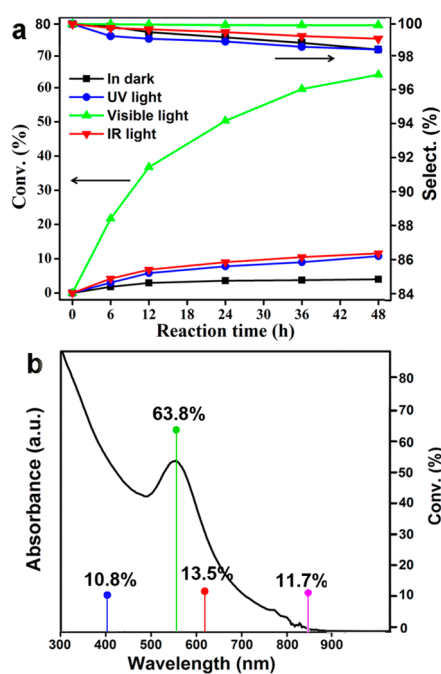 a
80
70
60
50
40
30
20
10
0
Conv. (%)
In dark
UV light
Visible light
IR light
100
98
96
94
92
90
88
86
84
Select. (%)
0 6 12 18 24 30 36 42 48
Reaction time (h)
b
Absorbance (a.u.)
63.8%
10.8%
13.5%
11.7%
80
70
60
50
40
30
20
10
0
Conv. (%)
300 400 500 600 700 800 900
Wavelength (nm)